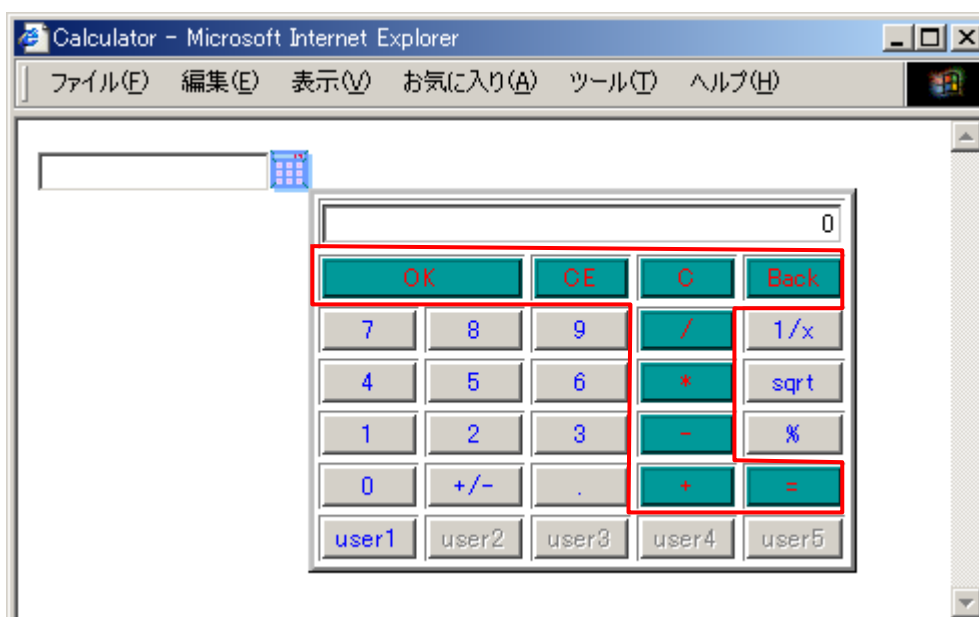 Calculator - Microsoft Internet Explorer
ファイル(F) 編集(E) 表示(V) お気に入り(A) ツール(T) ヘルプ(H)
0
OK CE C Back
7 8 9 / 1/x
4 5 6 * sqrt
1 2 3 - %
0 +/- . + =
user1 user2 user3 user4 user5